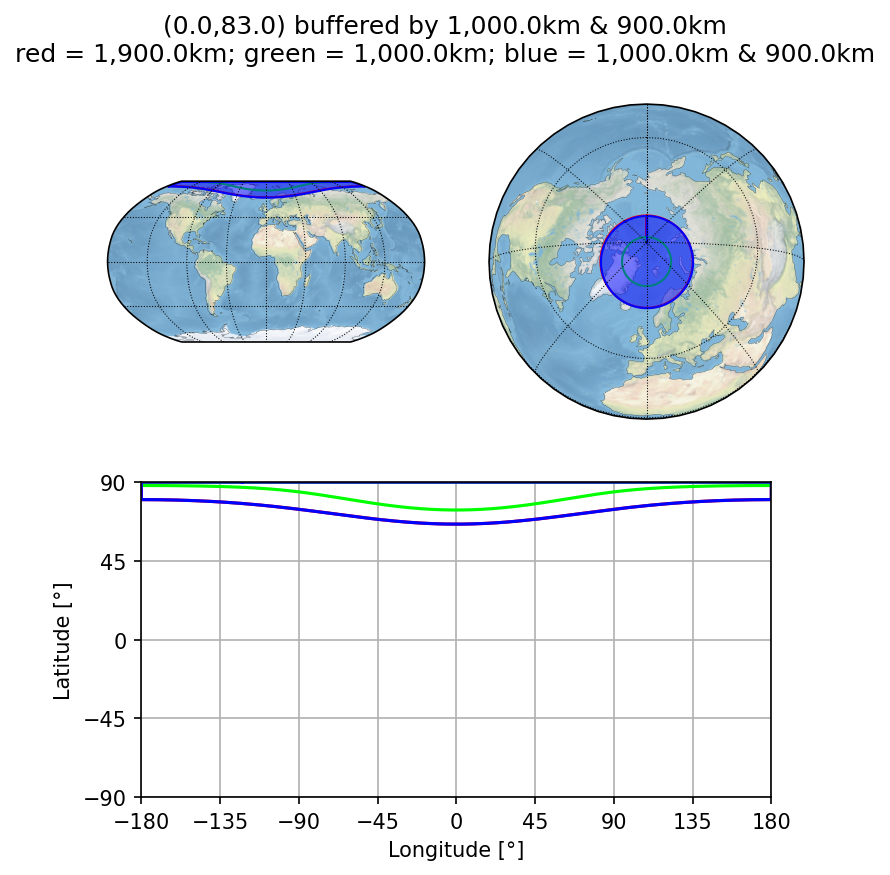 (0.0,83.0) buffered by 1,000.0km & 900.0km
red = 1,900.0km; green = 1,000.0km; blue = 1,000.0km & 900.0km
90
45
0
−45
−90
Latitude [°]
−180 −135 −90 −45 0 45 90 135 180
Longitude [°]